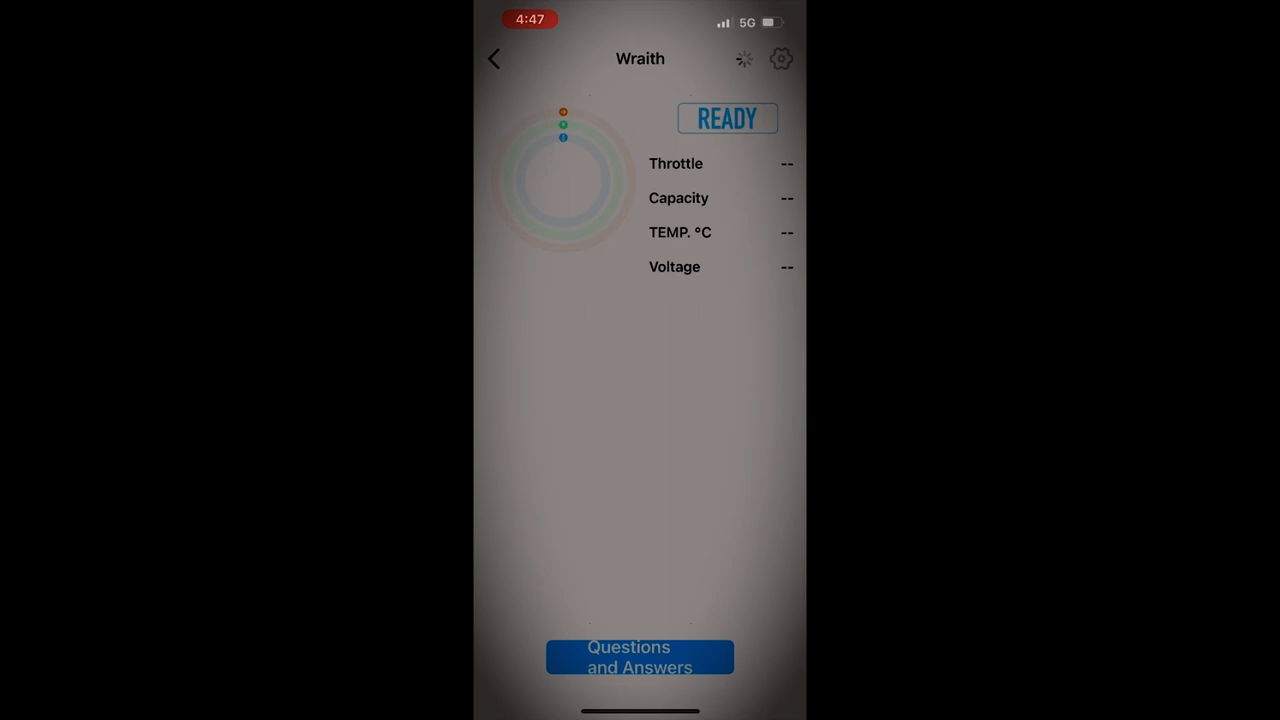 4:47
5G
Wraith
READY
Throttle --
Capacity --
TEMP. °C --
Voltage --
Questions
and Answers